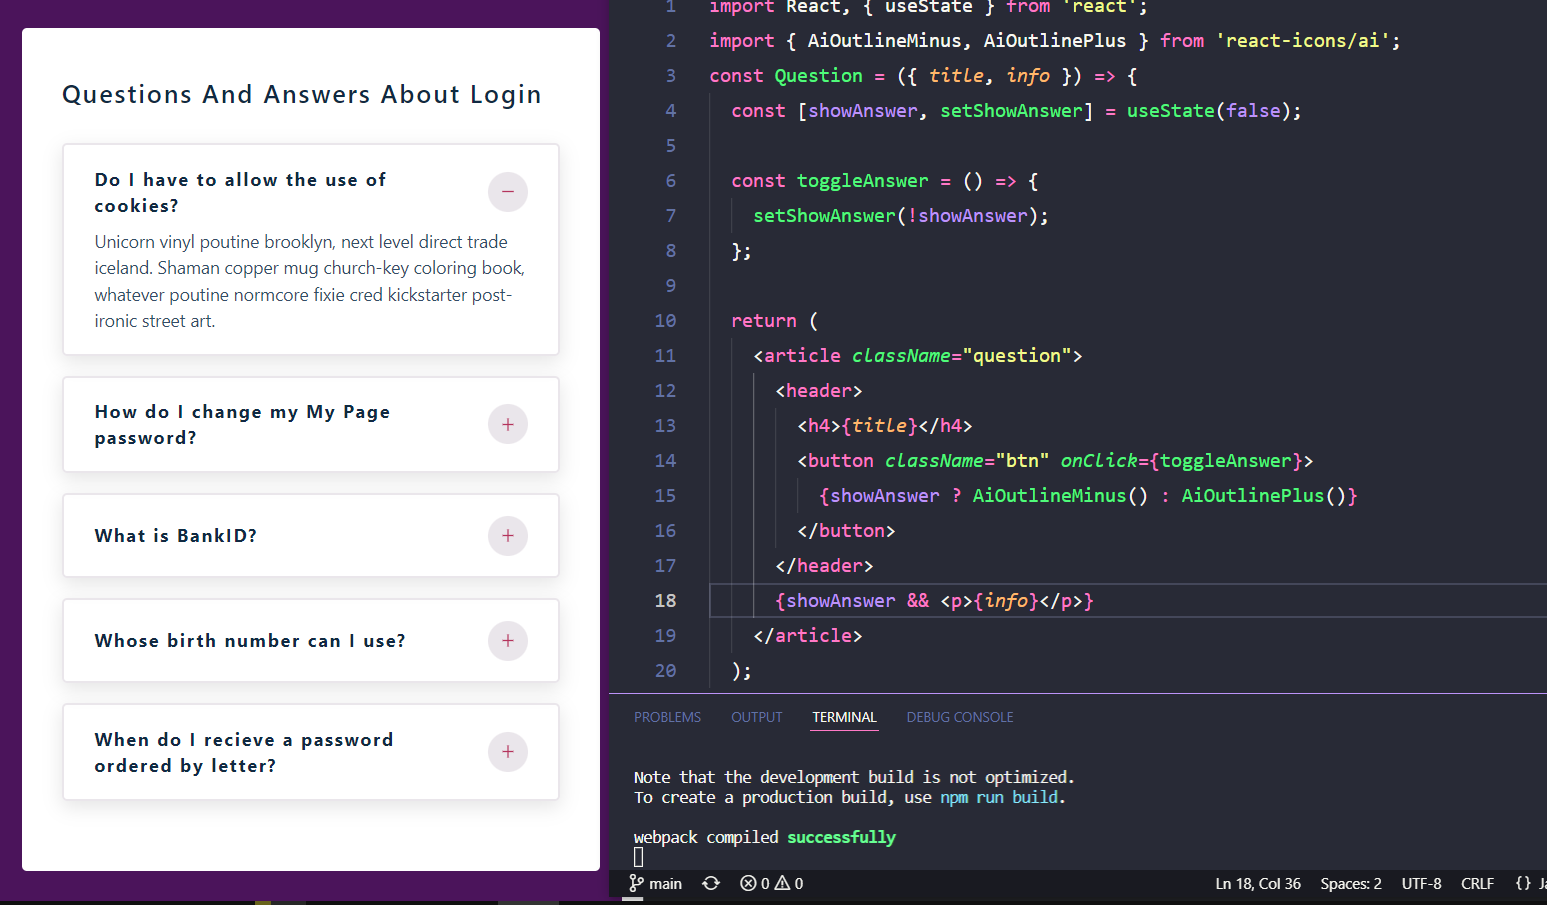 Questions And Answers About Login
Do I have to allow the use of
cookies?
Unicorn vinyl poutine brooklyn, next level direct trade
iceland. Shaman copper mug church-key coloring book,
whatever poutine normcore fixie cred kickstarter post-
ironic street art.
How do I change my My Page
password?
What is BankID?
Whose birth number can I use?
When do I recieve a password
ordered by letter?
1 import React, { useState } from 'react';
2 import { AiOutlineMinus, AiOutlinePlus } from 'react-icons/ai';
3 const Question = ({ title, info }) => {
4 const [showAnswer, setShowAnswer] = useState(false);
5
6 const toggleAnswer = () => {
7 setShowAnswer(!showAnswer);
8 };
9
10 return (
11 <article className="question">
12 <header>
13 <h4>{title}</h4>
14 <button className="btn" onClick={toggleAnswer}>
15 {showAnswer ? AiOutlineMinus() : AiOutlinePlus()}
16 </button>
17 </header>
18 {showAnswer && <p>{info}</p>}
19 </article>
20 );
PROBLEMS OUTPUT TERMINAL DEBUG CONSOLE
Note that the development build is not optimized.
To create a production build, use npm run build.
webpack compiled successfully
main 0 0 Ln 18, Col 36 Spaces: 2 UTF-8 CRLF {}